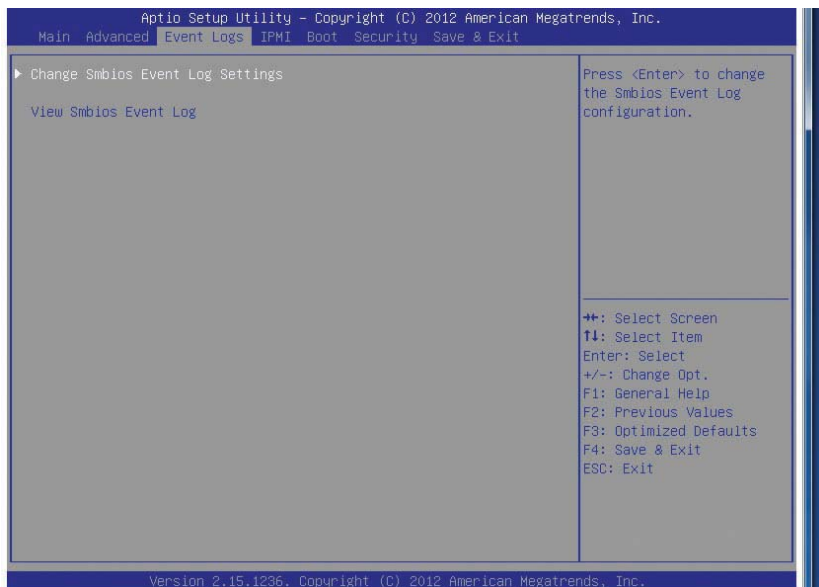 Aptio Setup Utility – Copyright (C) 2012 American Megatrends, Inc.
Main Advanced Event Logs IPMI Boot Security Save & Exit
▶ Change Smbios Event Log Settings
View Smbios Event Log
Press <Enter> to change
the Smbios Event Log
configuration.
→←: Select Screen
↑↓: Select Item
Enter: Select
+/-: Change Opt.
F1: General Help
F2: Previous Values
F3: Optimized Defaults
F4: Save & Exit
ESC: Exit
Version 2.15.1236. Copyright (C) 2012 American Megatrends, Inc.